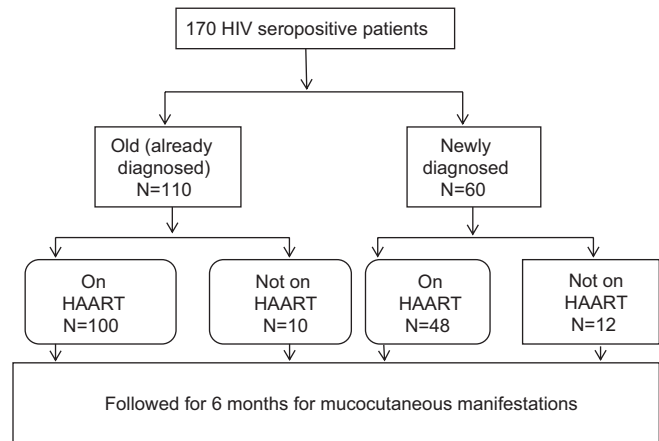 170 HIV seropositive patients
Old (already
diagnosed)
N=110
Newly
diagnosed
N=60
On
HAART
N=100
Not on
HAART
N=10
On
HAART
N=48
Not on
HAART
N=12
Followed for 6 months for mucocutaneous manifestations